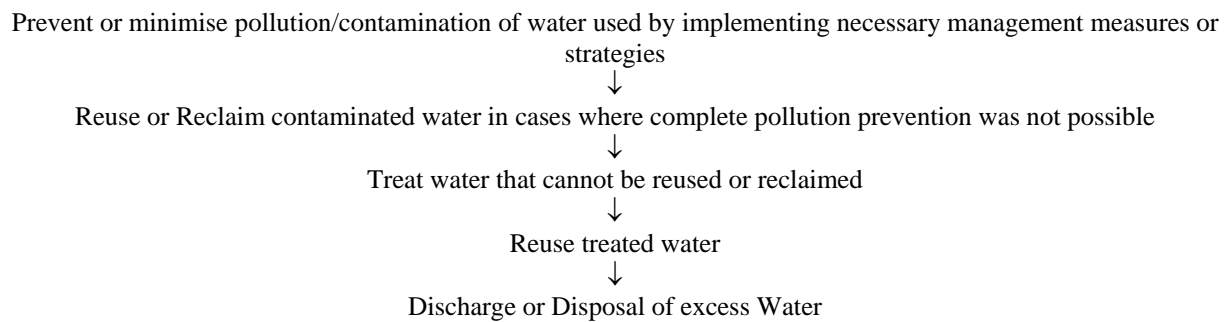 Prevent or minimise pollution/contamination of water used by implementing necessary management measures or
strategies
↓
Reuse or Reclaim contaminated water in cases where complete pollution prevention was not possible
↓
Treat water that cannot be reused or reclaimed
↓
Reuse treated water
↓
Discharge or Disposal of excess Water